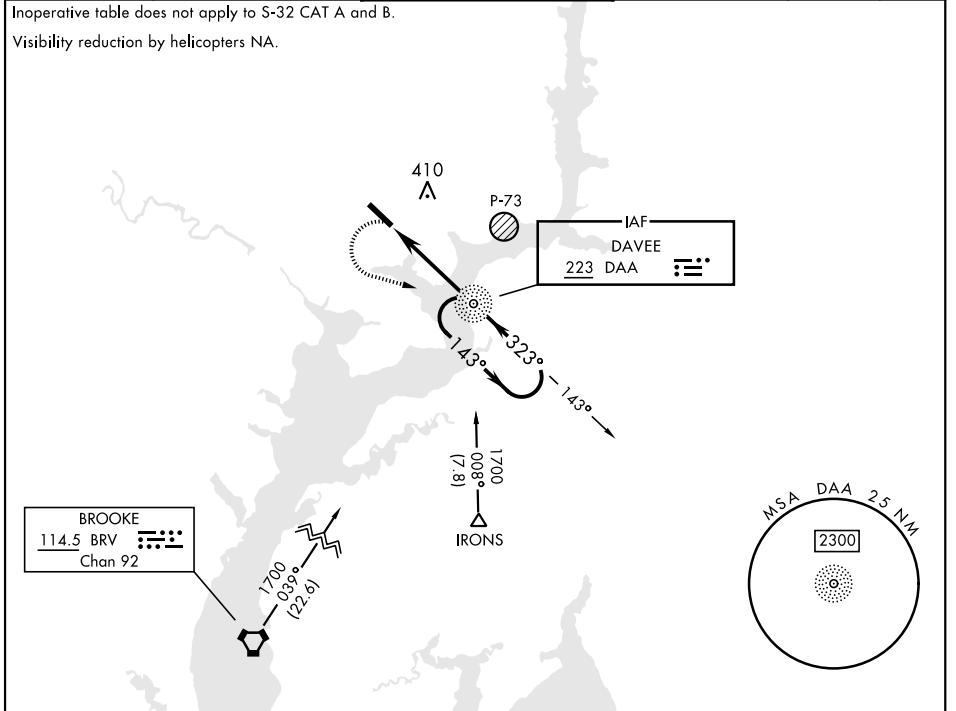 Inoperative table does not apply to S-32 CAT A and B.
Visibility reduction by helicopters NA.
410
P-73
IAF
DAVEE
223 DAA
143°
323°
143°
1700
008°
(7.8)
IRONS
BROOKE
114.5 BRV
Chan 92
1700
039°
(22.6)
MSA DAA 25 NM
2300